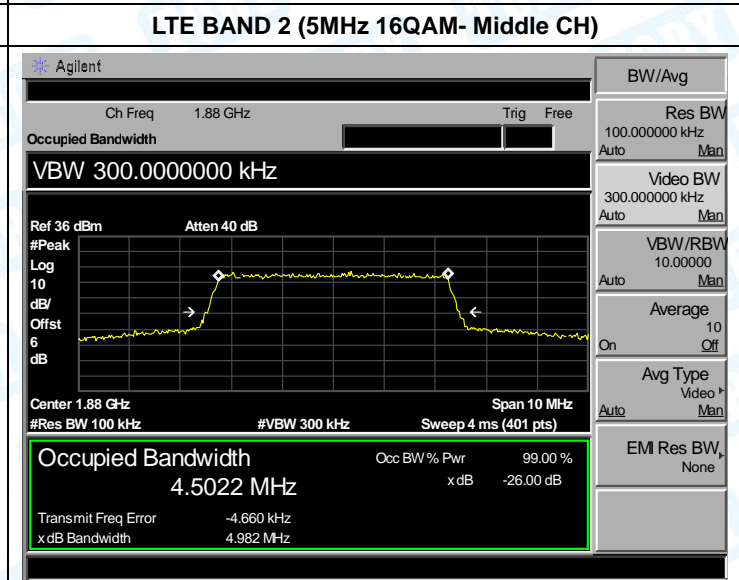 LTE BAND 2 (5MHz 16QAM- Middle CH)
Agilent
BW/Avg
Ch Freq 1.88 GHz Trig Free
Occupied Bandwidth
VBW 300.0000000 kHz
Ref 36 dBm Atten 40 dB
#Peak
Log
10
dB/
Offst
6
dB
Center 1.88 GHz Span 10 MHz
#Res BW 100 kHz #VBW 300 kHz Sweep 4 ms (401 pts)
Occupied Bandwidth Occ BW % Pwr 99.00 %
4.5022 MHz x dB -26.00 dB
Transmit Freq Error -4.660 kHz
x dB Bandwidth 4.982 MHz
Res BW
100.000000 kHz
Auto Man
Video BW
300.000000 kHz
Auto Man
VBW/RBW
10.00000
Auto Man
Average
10
On Off
Avg Type
Video
Auto Man
EMI Res BW
None